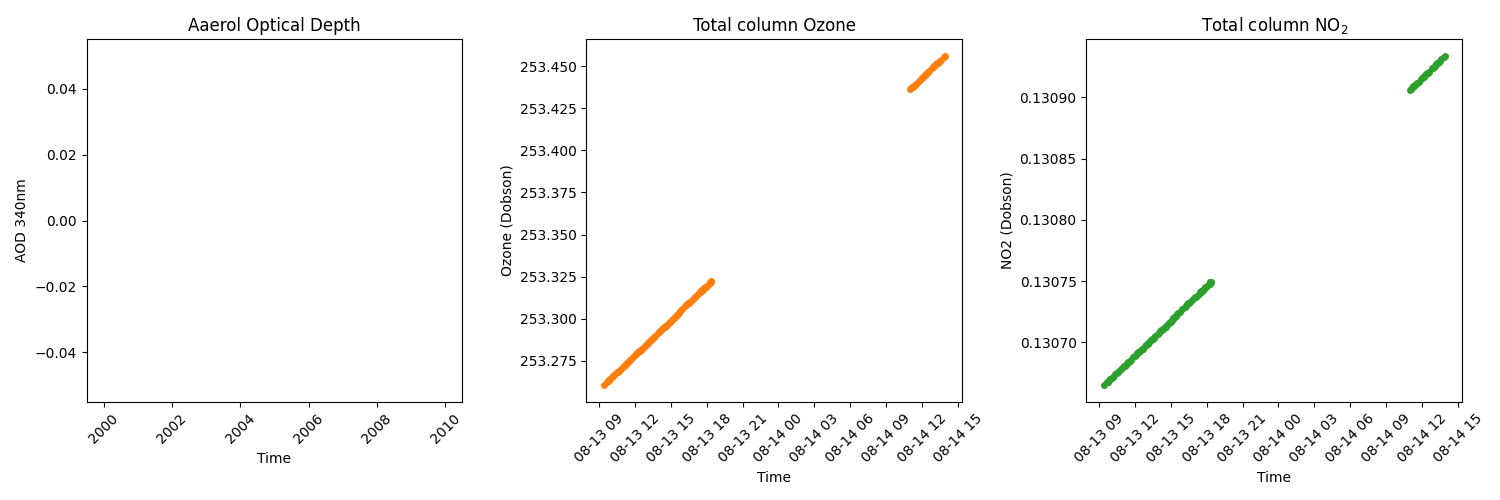 Aaerol Optical Depth
AOD 340nm
0.04
0.02
0.00
−0.02
−0.04
2000 2002 2004 2006 2008 2010
Time
Total column Ozone
Ozone (Dobson)
253.450
253.425
253.400
253.375
253.350
253.325
253.300
253.275
08-13 09 08-13 12 08-13 15 08-13 18 08-13 21 08-14 00 08-14 03 08-14 06 08-14 09 08-14 12 08-14 15
Time
Total column NO₂
NO2 (Dobson)
0.13090
0.13085
0.13080
0.13075
0.13070
08-13 09 08-13 12 08-13 15 08-13 18 08-13 21 08-14 00 08-14 03 08-14 06 08-14 09 08-14 12 08-14 15
Time